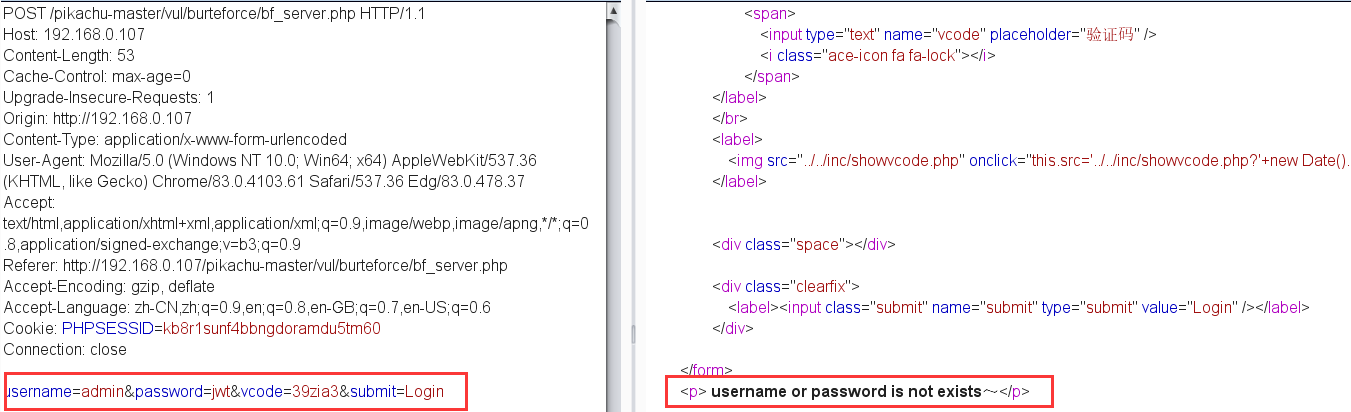 POST /pikachu-master/vul/burteforce/bf_server.php HTTP/1.1
Host: 192.168.0.107
Content-Length: 53
Cache-Control: max-age=0
Upgrade-Insecure-Requests: 1
Origin: http://192.168.0.107
Content-Type: application/x-www-form-urlencoded
User-Agent: Mozilla/5.0 (Windows NT 10.0; Win64; x64) AppleWebKit/537.36
(KHTML, like Gecko) Chrome/83.0.4103.61 Safari/537.36 Edg/83.0.478.37
Accept:
text/html,application/xhtml+xml,application/xml;q=0.9,image/webp,image/apng,*/*;q=0
.8,application/signed-exchange;v=b3;q=0.9
Referer: http://192.168.0.107/pikachu-master/vul/burteforce/bf_server.php
Accept-Encoding: gzip, deflate
Accept-Language: zh-CN,zh;q=0.9,en;q=0.8,en-GB;q=0.7,en-US;q=0.6
Cookie: PHPSESSID=kb8r1sunf4bbngdoramdu5tm60
Connection: close
username=admin&password=jwt&vcode=39zia3&submit=Login
<span>
<input type="text" name="vcode" placeholder="验证码" />
<i class="ace-icon fa fa-lock"></i>
</span>
</label>
</br>
<label>
<img src="../../inc/showvcode.php" onclick="this.src='../../inc/showvcode.php?'+new Date().
</label>
<div class="space"></div>
<div class="clearfix">
<label><input class="submit" name="submit" type="submit" value="Login" /></label>
</div>
</form>
<p> username or password is not exists～</p>